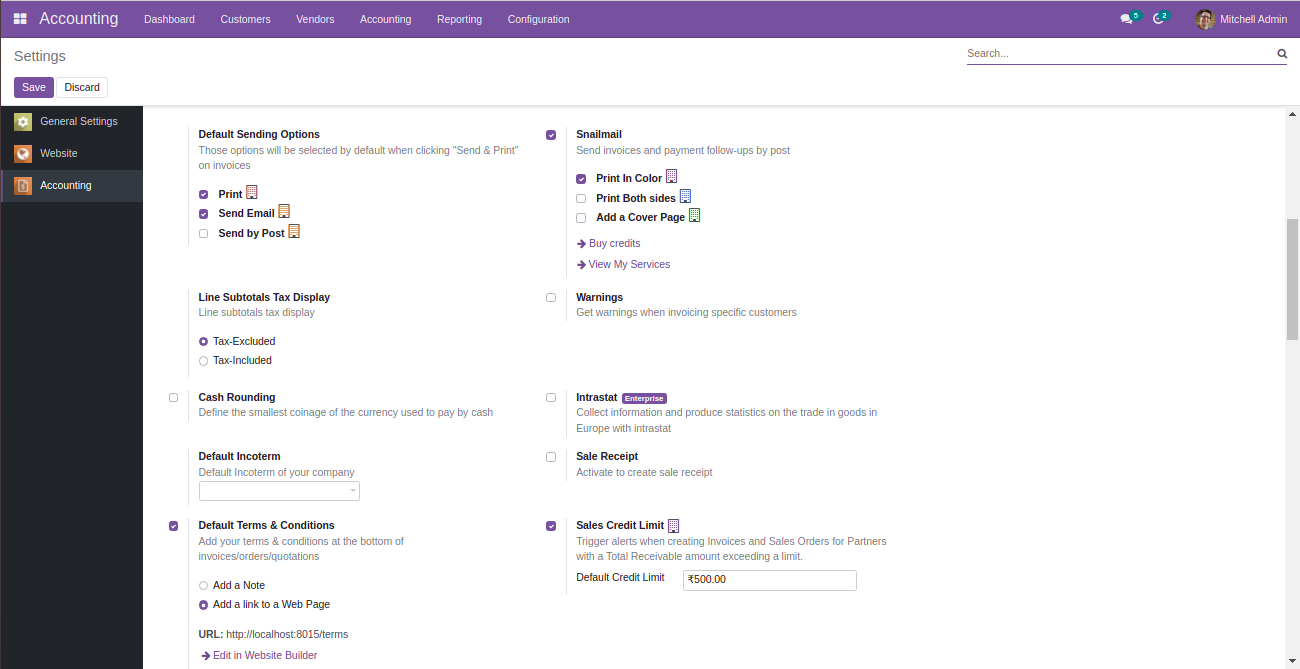 Accounting Dashboard Customers Vendors Accounting Reporting Configuration 5 2 Mitchell Admin
Settings
Search...
Save Discard
General Settings
Website
Accounting
Default Sending Options
Those options will be selected by default when clicking "Send & Print"
on invoices
Print
Send Email
Send by Post
Snailmail
Send invoices and payment follow-ups by post
Print In Color
Print Both sides
Add a Cover Page
Buy credits
View My Services
Line Subtotals Tax Display
Line subtotals tax display
Tax-Excluded
Tax-Included
Warnings
Get warnings when invoicing specific customers
Cash Rounding
Define the smallest coinage of the currency used to pay by cash
Intrastat Enterprise
Collect information and produce statistics on the trade in goods in
Europe with intrastat
Default Incoterm
Default Incoterm of your company
Sale Receipt
Activate to create sale receipt
Default Terms & Conditions
Add your terms & conditions at the bottom of
invoices/orders/quotations
Add a Note
Add a link to a Web Page
URL: http://localhost:8015/terms
Edit in Website Builder
Sales Credit Limit
Trigger alerts when creating Invoices and Sales Orders for Partners
with a Total Receivable amount exceeding a limit.
Default Credit Limit ₹500.00